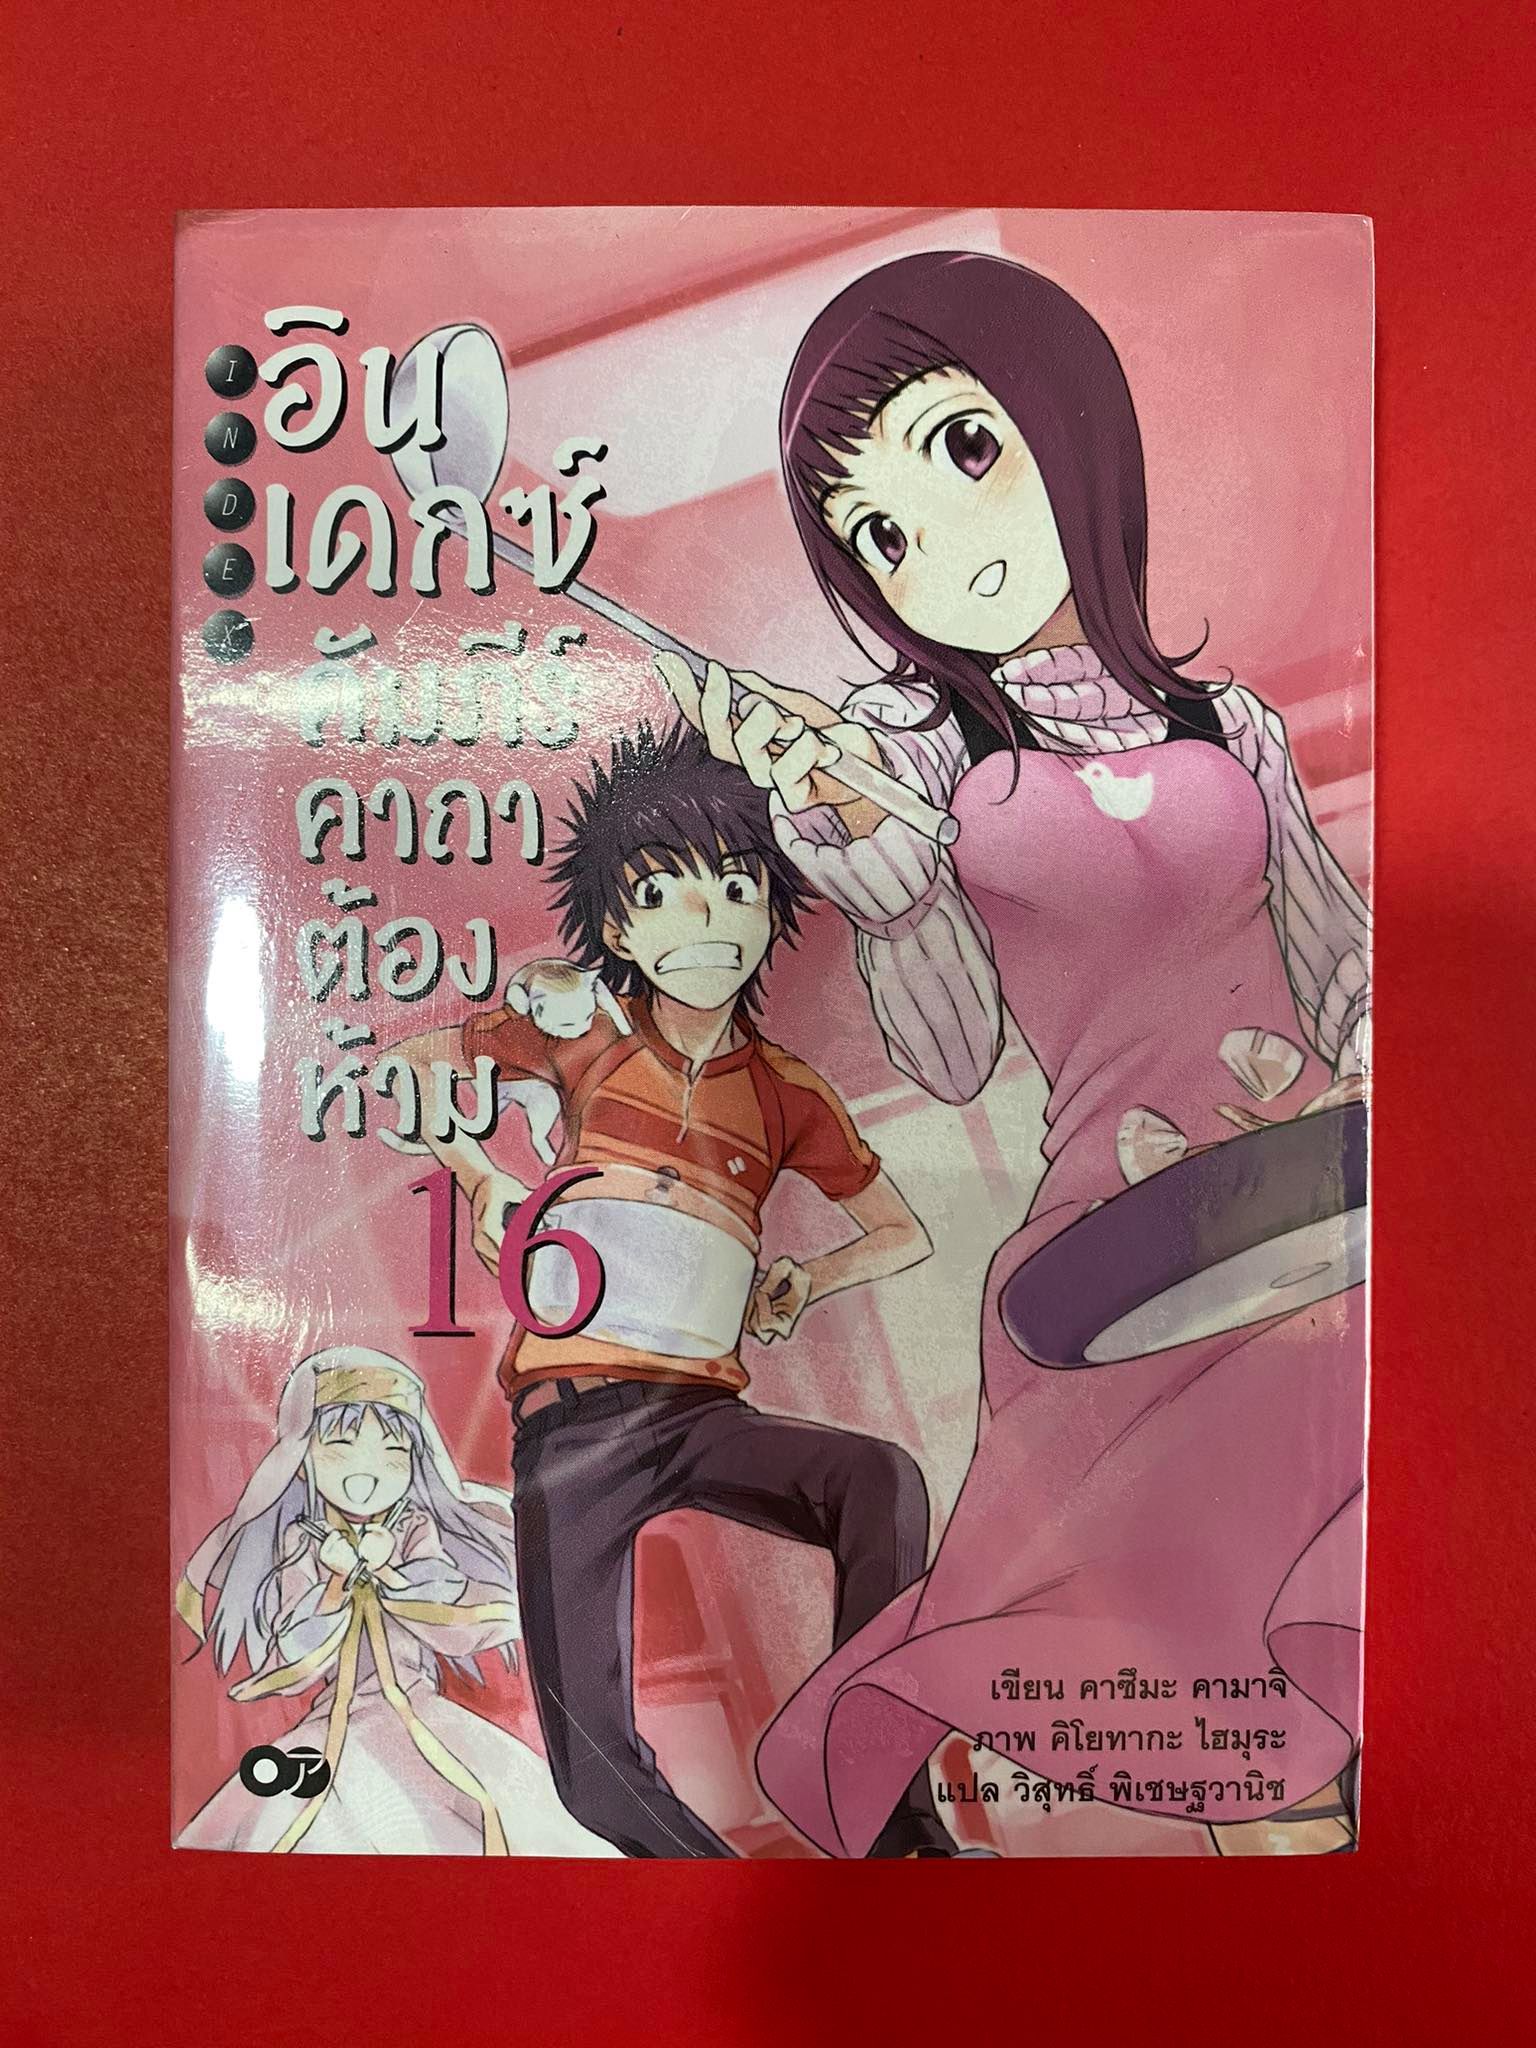 INDEX
อิน
เดกซ์
คัมภีร์
คาถา
ต้อง
ห้าม
16
เขียน คาซึมะ คามาจิ
ภาพ คิโยทากะ ไฮมุระ
แปล วิสุทธิ์ พิเชษฐวานิช